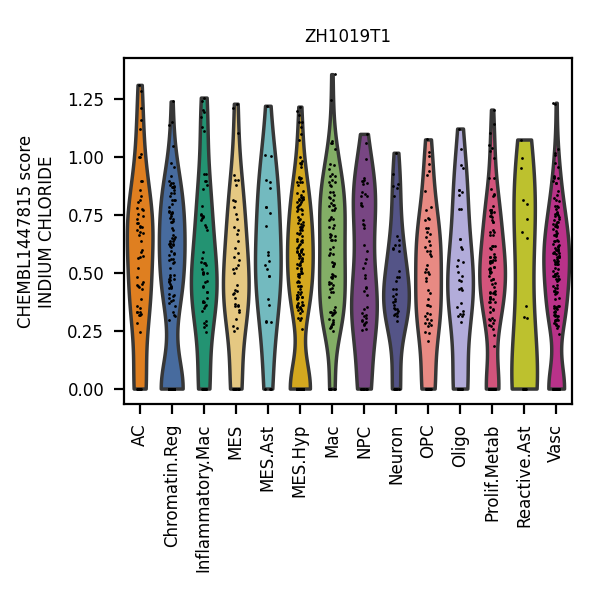 ZH1019T1
CHEMBL1447815 score
INDIUM CHLORIDE
1.25
1.00
0.75
0.50
0.25
0.00
AC
Chromatin.Reg
Inflammatory.Mac
MES
MES.Ast
MES.Hyp
Mac
NPC
Neuron
OPC
Oligo
Prolif.Metab
Reactive.Ast
Vasc